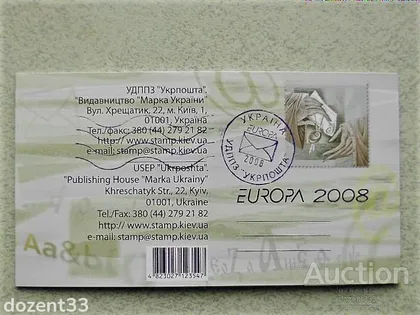 УДППЗ "Укрпошта".
"Видавництво "Марка України"
Вул. Хрещатик, 22, м. Київ, 1,
01001, Україна
Тел./факс: 380 (44) 279 21 82
http:// www.stamp.kiev.ua
e-mail: stamp@stamp.kiev.ua
USEP "Ukrposhta".
"Publishing House "Marka Ukrainy"
Khreschatyk Str., 22, Kyiv,
01001, Ukraine
Tel./Fax: 380 (44) 279 21 82
http:// www.stamp.kiev.ua
e-mail: stamp@stamp.kiev.ua
4 823027 123547
Aa&b
@
УКРАЇНА
EUROPA
2008
УДППЗ "УКРПОШТА"
EUROPA 2008
dozent33
Auction